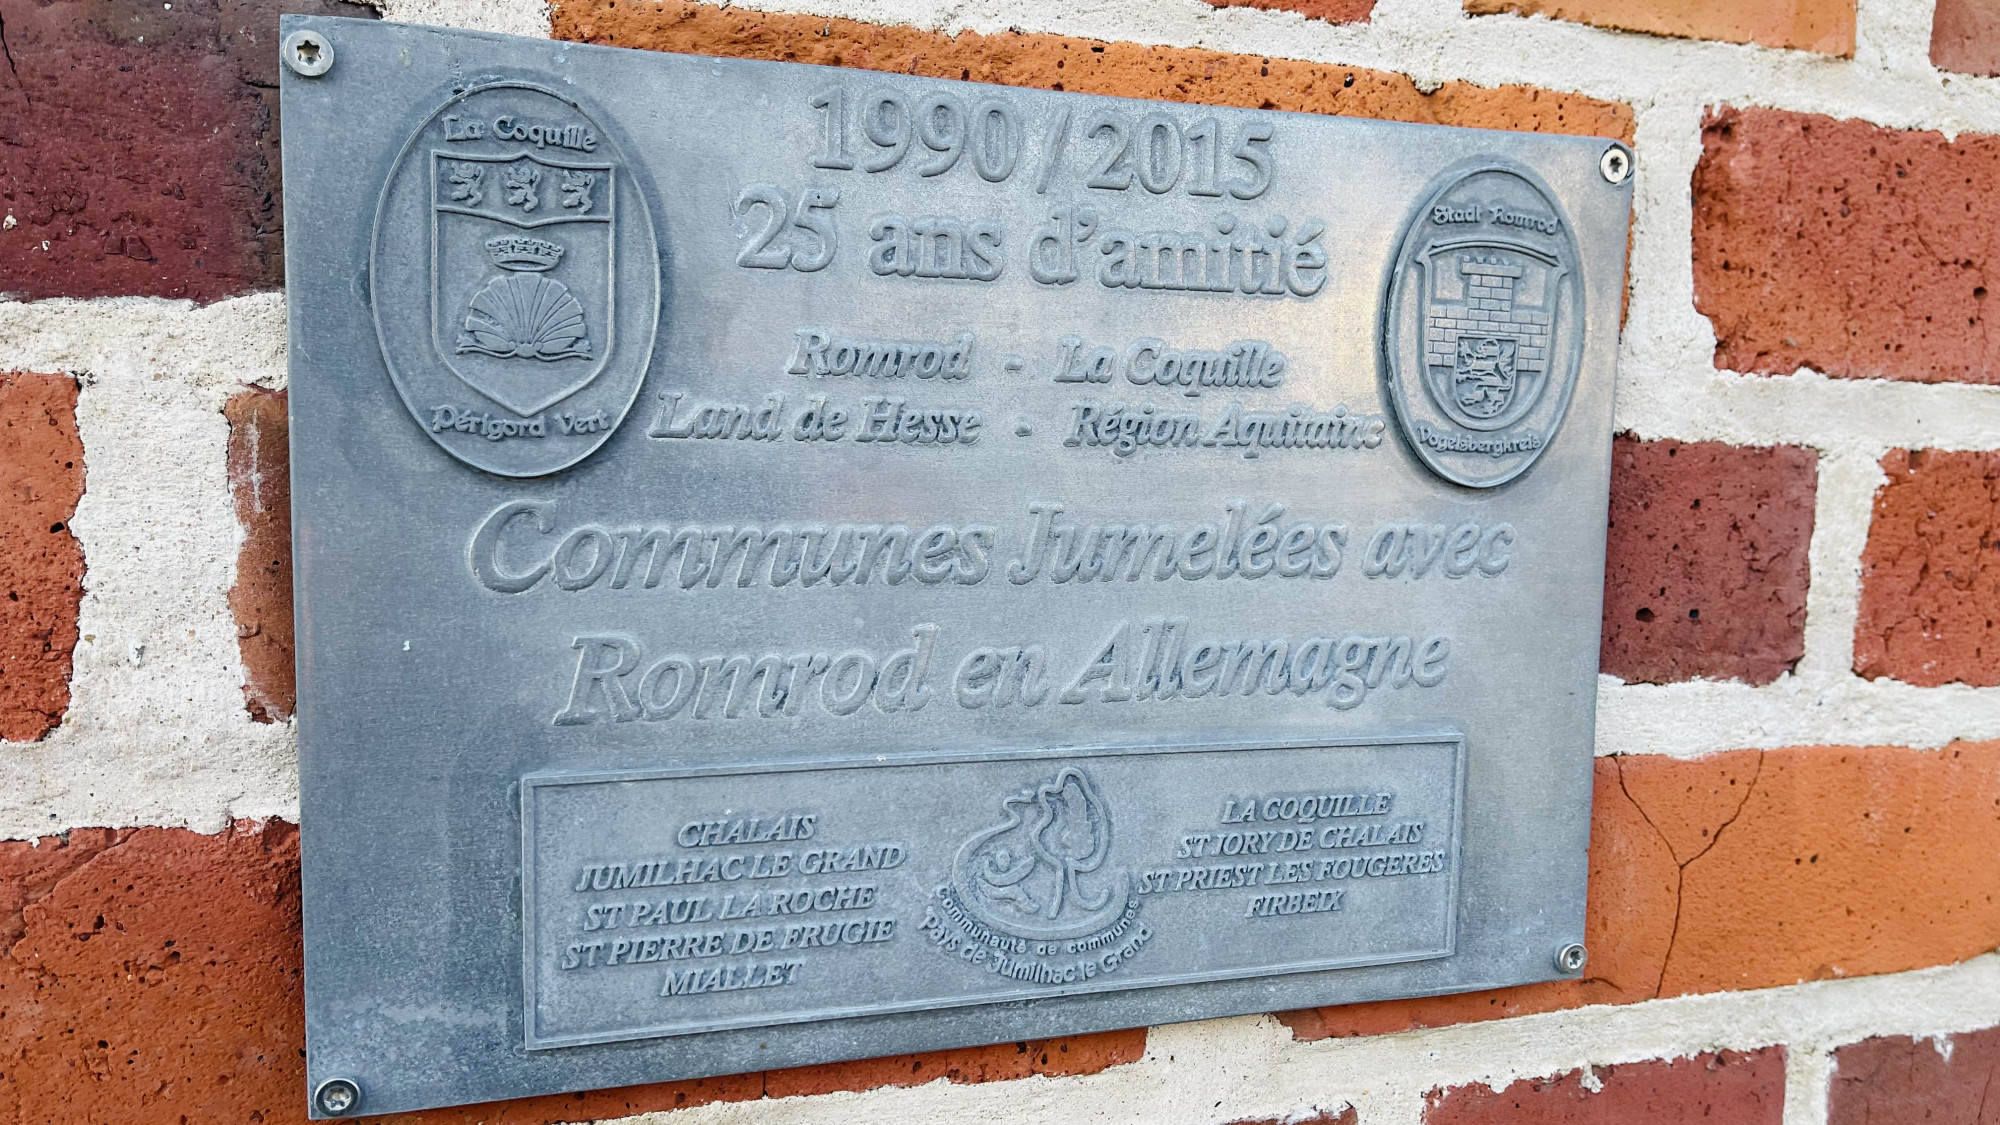 La Coquille
Périgord Vert
1990 / 2015
25 ans d'amitié
Romrod - La Coquille
Land de Hesse - Région Aquitaine
Stadt Romrod
Vogelsbergkreis
Communes Jumelées avec
Romrod en Allemagne
CHALAIS
JUMILHAC LE GRAND
ST PAUL LA ROCHE
ST PIERRE DE FRUGIE
MIALLET
communauté de communes
Pays de Jumilhac le Grand
LA COQUILLE
ST JORY DE CHALAIS
ST PRIEST LES FOUGERES
FIRBEIX